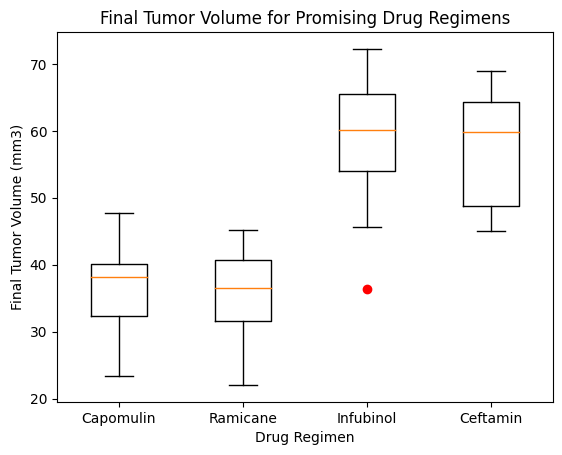 Final Tumor Volume for Promising Drug Regimens
Final Tumor Volume (mm3)
70
60
50
40
30
20
Capomulin Ramicane Infubinol Ceftamin
Drug Regimen